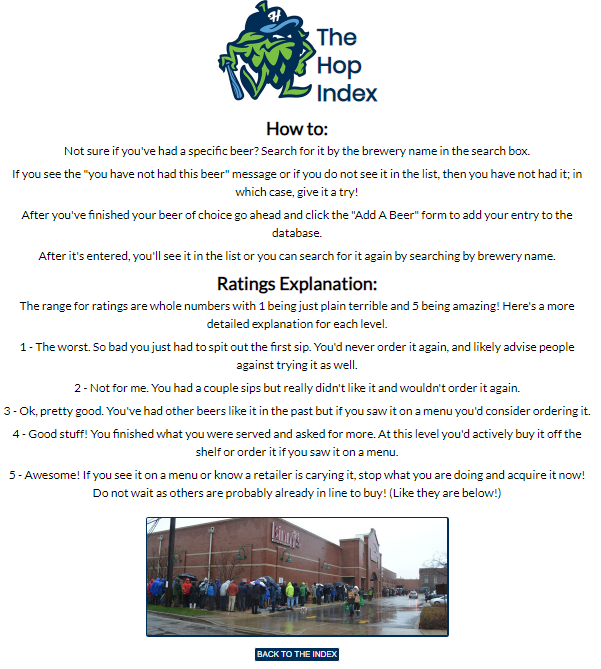 H
The
Hop
Index
How to:
Not sure if you've had a specific beer? Search for it by the brewery name in the search box.
If you see the "you have not had this beer" message or if you do not see it in the list, then you have not had it; in
which case, give it a try!
After you've finished your beer of choice go ahead and click the "Add A Beer" form to add your entry to the
database.
After it's entered, you'll see it in the list or you can search for it again by searching by brewery name.
Ratings Explanation:
The range for ratings are whole numbers with 1 being just plain terrible and 5 being amazing! Here's a more
detailed explanation for each level.
1 - The worst. So bad you just had to spit out the first sip. You'd never order it again, and likely advise people
against trying it as well.
2 - Not for me. You had a couple sips but really didn't like it and wouldn't order it again.
3 - Ok, pretty good. You've had other beers like it in the past but if you saw it on a menu you'd consider ordering it.
4 - Good stuff! You finished what you were served and asked for more. At this level you'd actively buy it off the
shelf or order it if you saw it on a menu.
5 - Awesome! If you see it on a menu or know a retailer is carying it, stop what you are doing and acquire it now!
Do not wait as others are probably already in line to buy! (Like they are below!)
BACK TO THE INDEX